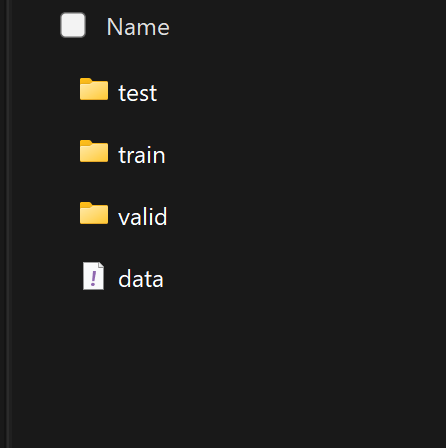 Name
test
train
valid
data